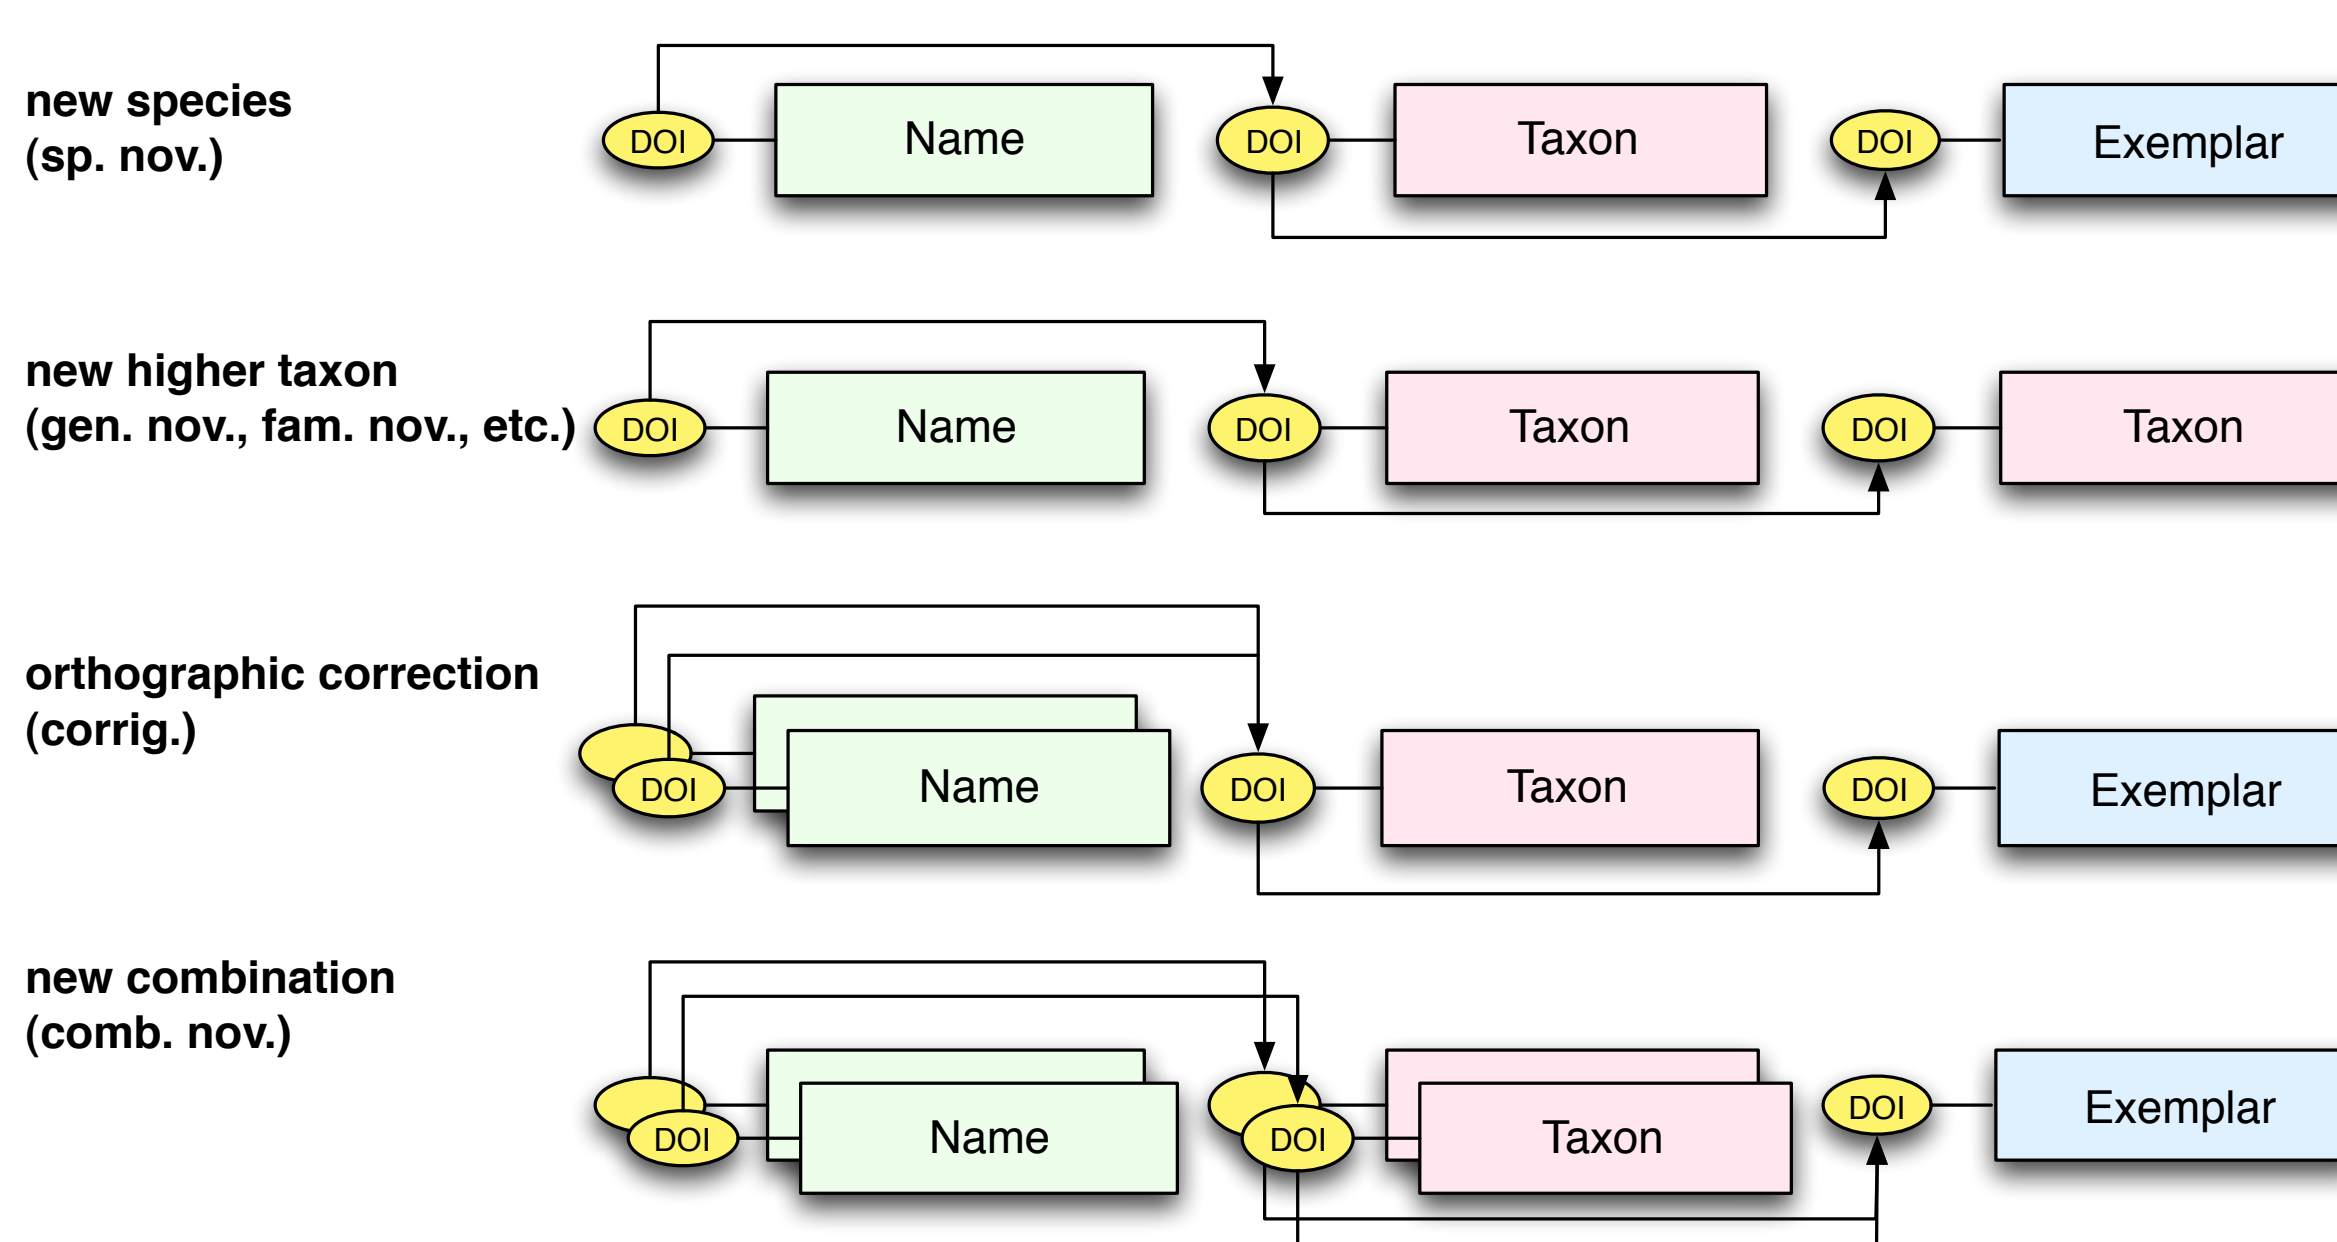 new species
(sp. nov.)
DOI Name DOI Taxon DOI Exemplar
new higher taxon
(gen. nov., fam. nov., etc.)
DOI Name DOI Taxon DOI Taxon
orthographic correction
(corrig.)
DOI Name DOI Taxon DOI Exemplar
new combination
(comb. nov.)
DOI Name DOI Taxon DOI Exemplar